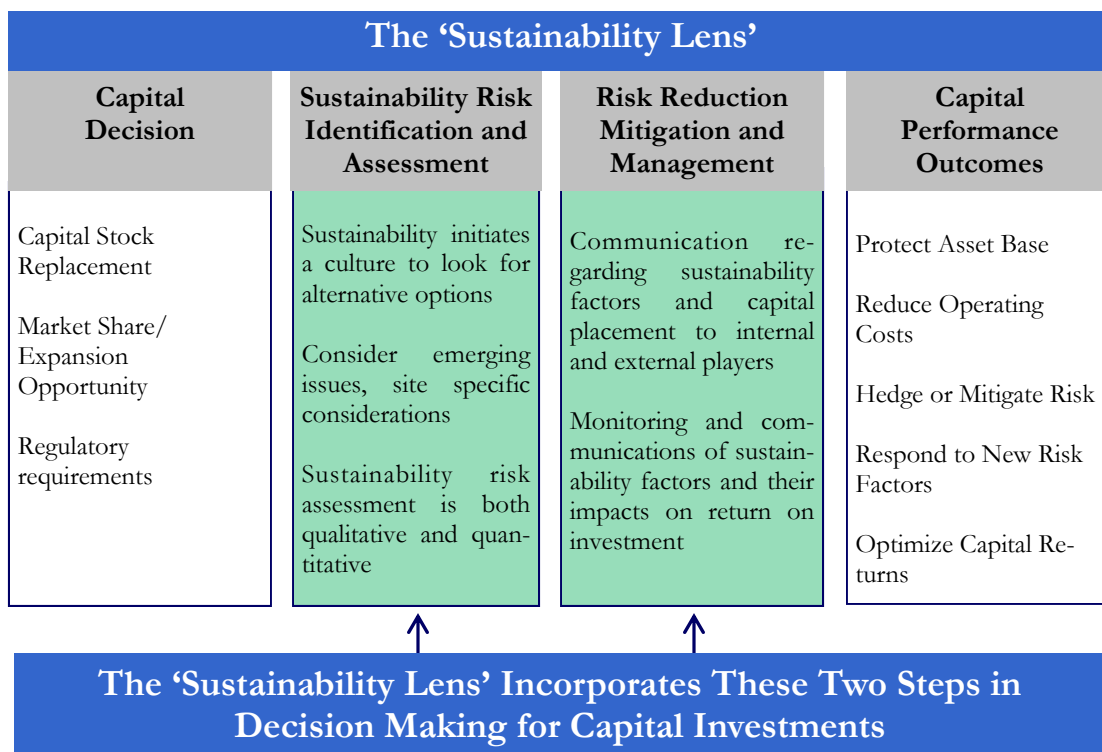 The ‘Sustainability Lens’
Capital
Decision
Sustainability Risk
Identification and
Assessment
Risk Reduction
Mitigation and
Management
Capital
Performance
Outcomes
Capital Stock
Replacement
Market Share/
Expansion
Opportunity
Regulatory
requirements
Sustainability initiates
a culture to look for
alternative options
Consider emerging
issues, site specific
considerations
Sustainability risk
assessment is both
qualitative and quan-
titative
Communication re-
garding sustainability
factors and capital
placement to internal
and external players
Monitoring and com-
munications of sustain-
ability factors and their
impacts on return on
investment
Protect Asset Base
Reduce Operating
Costs
Hedge or Mitigate Risk
Respond to New Risk
Factors
Optimize Capital Re-
turns
The ‘Sustainability Lens’ Incorporates These Two Steps in
Decision Making for Capital Investments